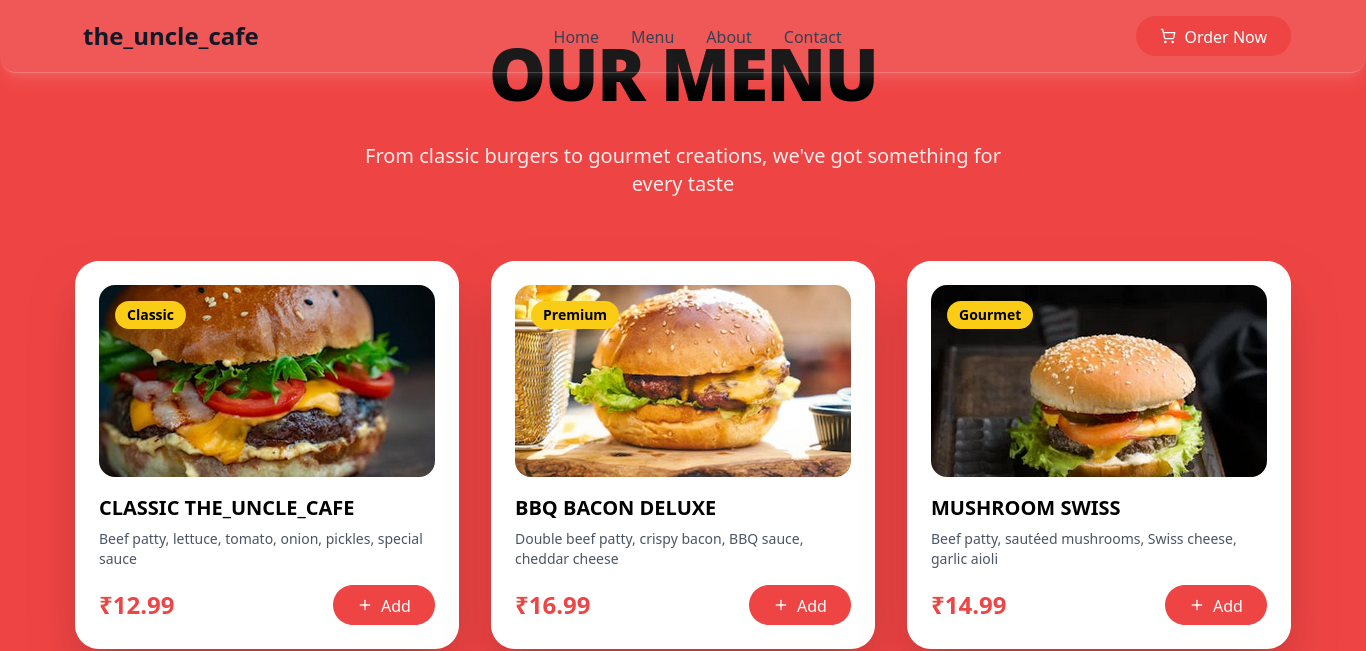 the_uncle_cafe
Home
Menu
About
Contact
Order Now
OUR MENU
From classic burgers to gourmet creations, we've got something for
every taste
Classic
CLASSIC THE_UNCLE_CAFE
Beef patty, lettuce, tomato, onion, pickles, special
sauce
₹12.99
Add
Premium
BBQ BACON DELUXE
Double beef patty, crispy bacon, BBQ sauce,
cheddar cheese
₹16.99
Add
Gourmet
MUSHROOM SWISS
Beef patty, sautéed mushrooms, Swiss cheese,
garlic aioli
₹14.99
Add